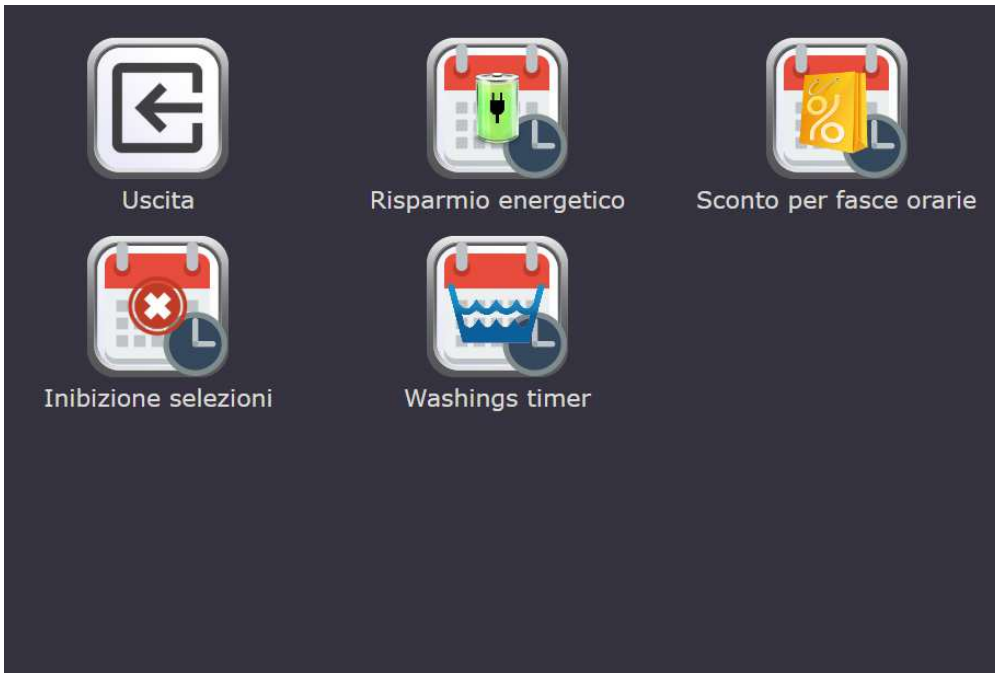 Uscita
Risparmio energetico
Sconto per fasce orarie
Inibizione selezioni
Washings timer